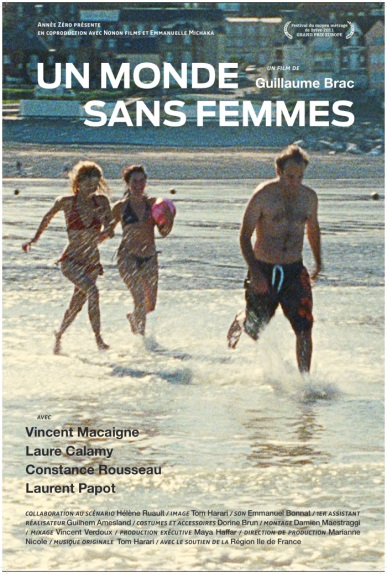 ANNÉE ZÉRO PRÉSENTE
EN COPRODUCTION AVEC NONON FILMS ET EMMANUELLE MICHAKA
Festival du moyen métrage
de Brive 2011
GRAND PRIX EUROPE
UN MONDE
SANS FEMMES
UN FILM DE
Guillaume Brac
AVEC
Vincent Macaigne
Laure Calamy
Constance Rousseau
Laurent Papot
COLLABORATION AU SCÉNARIO Hélène Ruault / IMAGE Tom Harari / SON Emmanuel Bonnat / 1ER ASSISTANT
RÉALISATEUR Guilhem Amesland / COSTUMES ET ACCESSOIRES Dorine Brun / MONTAGE Damien Maestraggi
/ MIXAGE Vincent Verdoux / PRODUCTION EXÉCUTIVE Maya Haffar / DIRECTION DE PRODUCTION Marianne
Nicole / MUSIQUE ORIGINALE Tom Harari / AVEC LE SOUTIEN DE LA Région Ile de France